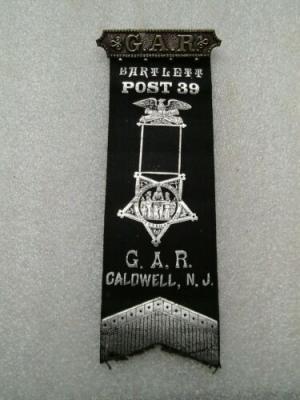 G.A.R.
BARTLETT
POST 39
G. A. R.
CALDWELL, N. J.